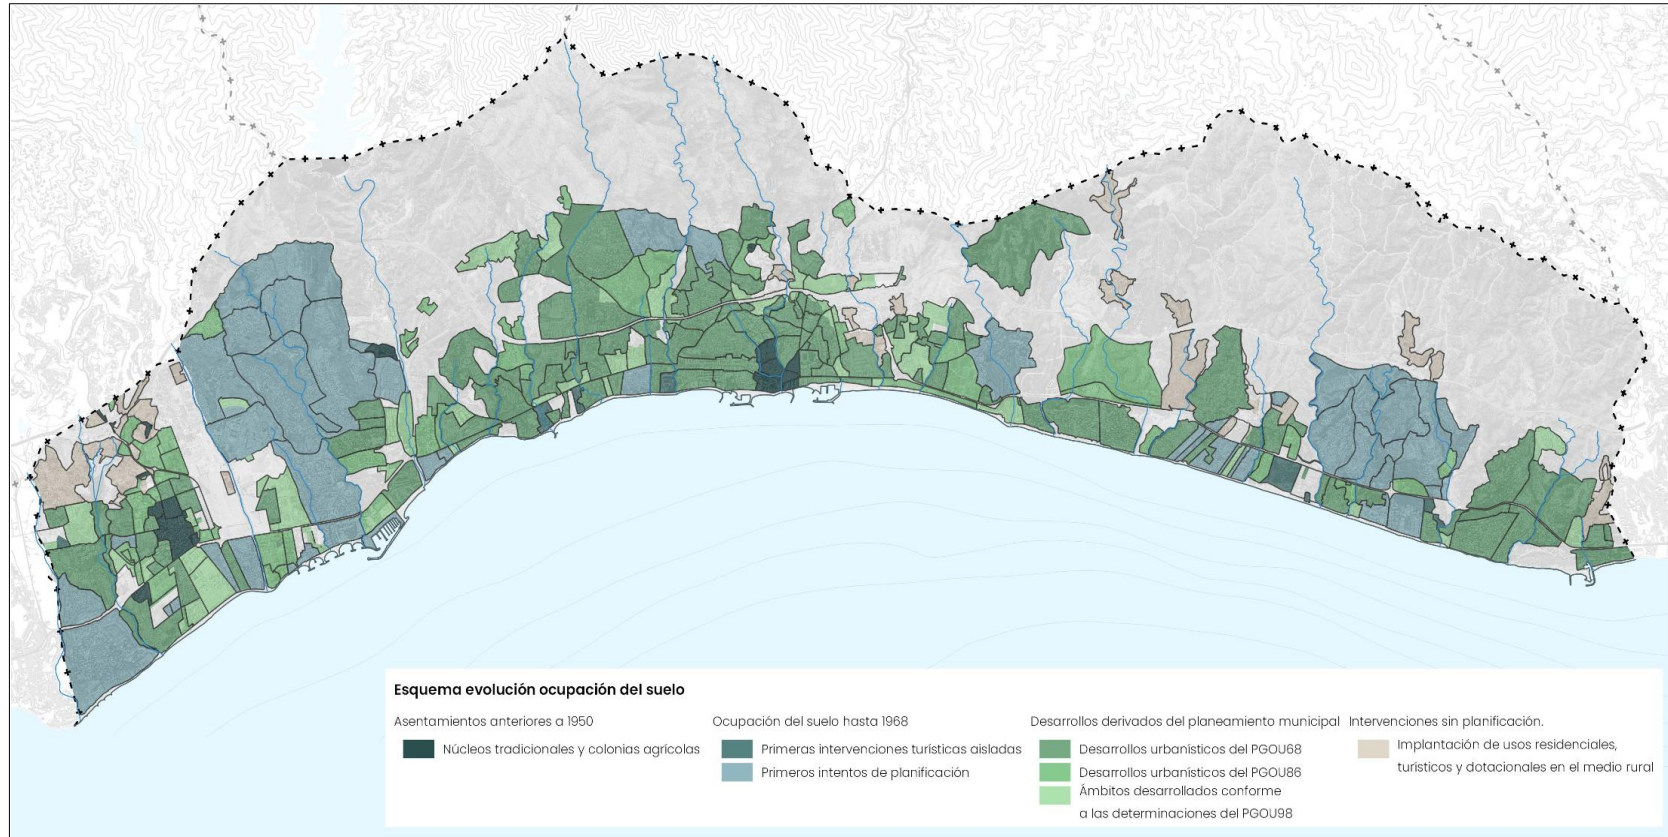 Esquema evolución ocupación del suelo
Asentamientos anteriores a 1950
Núcleos tradicionales y colonias agrícolas
Ocupación del suelo hasta 1968
Primeras intervenciones turísticas aisladas
Primeros intentos de planificación
Desarrollos derivados del planeamiento municipal
Desarrollos urbanísticos del PGOU68
Desarrollos urbanísticos del PGOU86
Ámbitos desarrollados conforme
a las determinaciones del PGOU98
Intervenciones sin planificación.
Implantación de usos residenciales,
turísticos y dotacionales en el medio rural